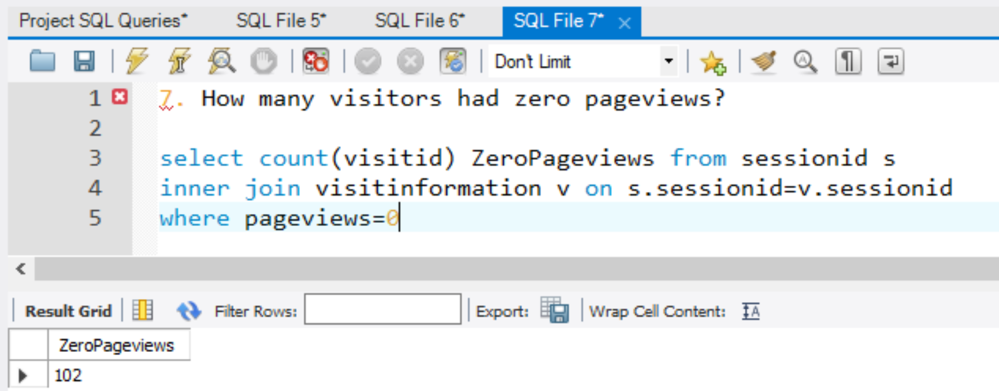 Project SQL Queries* SQL File 5* SQL File 6* SQL File 7*
Don't Limit
1 7. How many visitors had zero pageviews?
2
3 select count(visitid) ZeroPageviews from sessionid s
4 inner join visitinformation v on s.sessionid=v.sessionid
5 where pageviews=0
Result Grid Filter Rows: Export: Wrap Cell Content: IA
ZeroPageviews
102